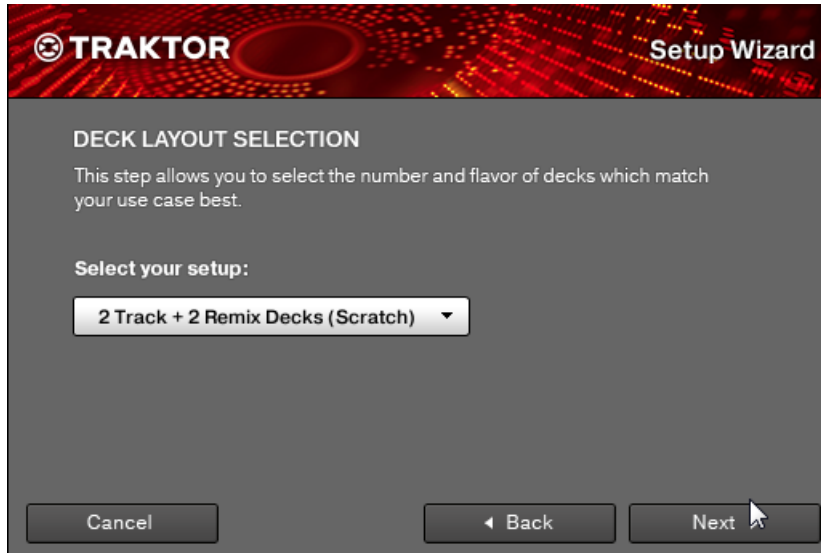 TRAKTOR
Setup Wizard
DECK LAYOUT SELECTION
This step allows you to select the number and flavor of decks which match
your use case best.
Select your setup:
2 Track + 2 Remix Decks (Scratch)
Cancel
Back
Next